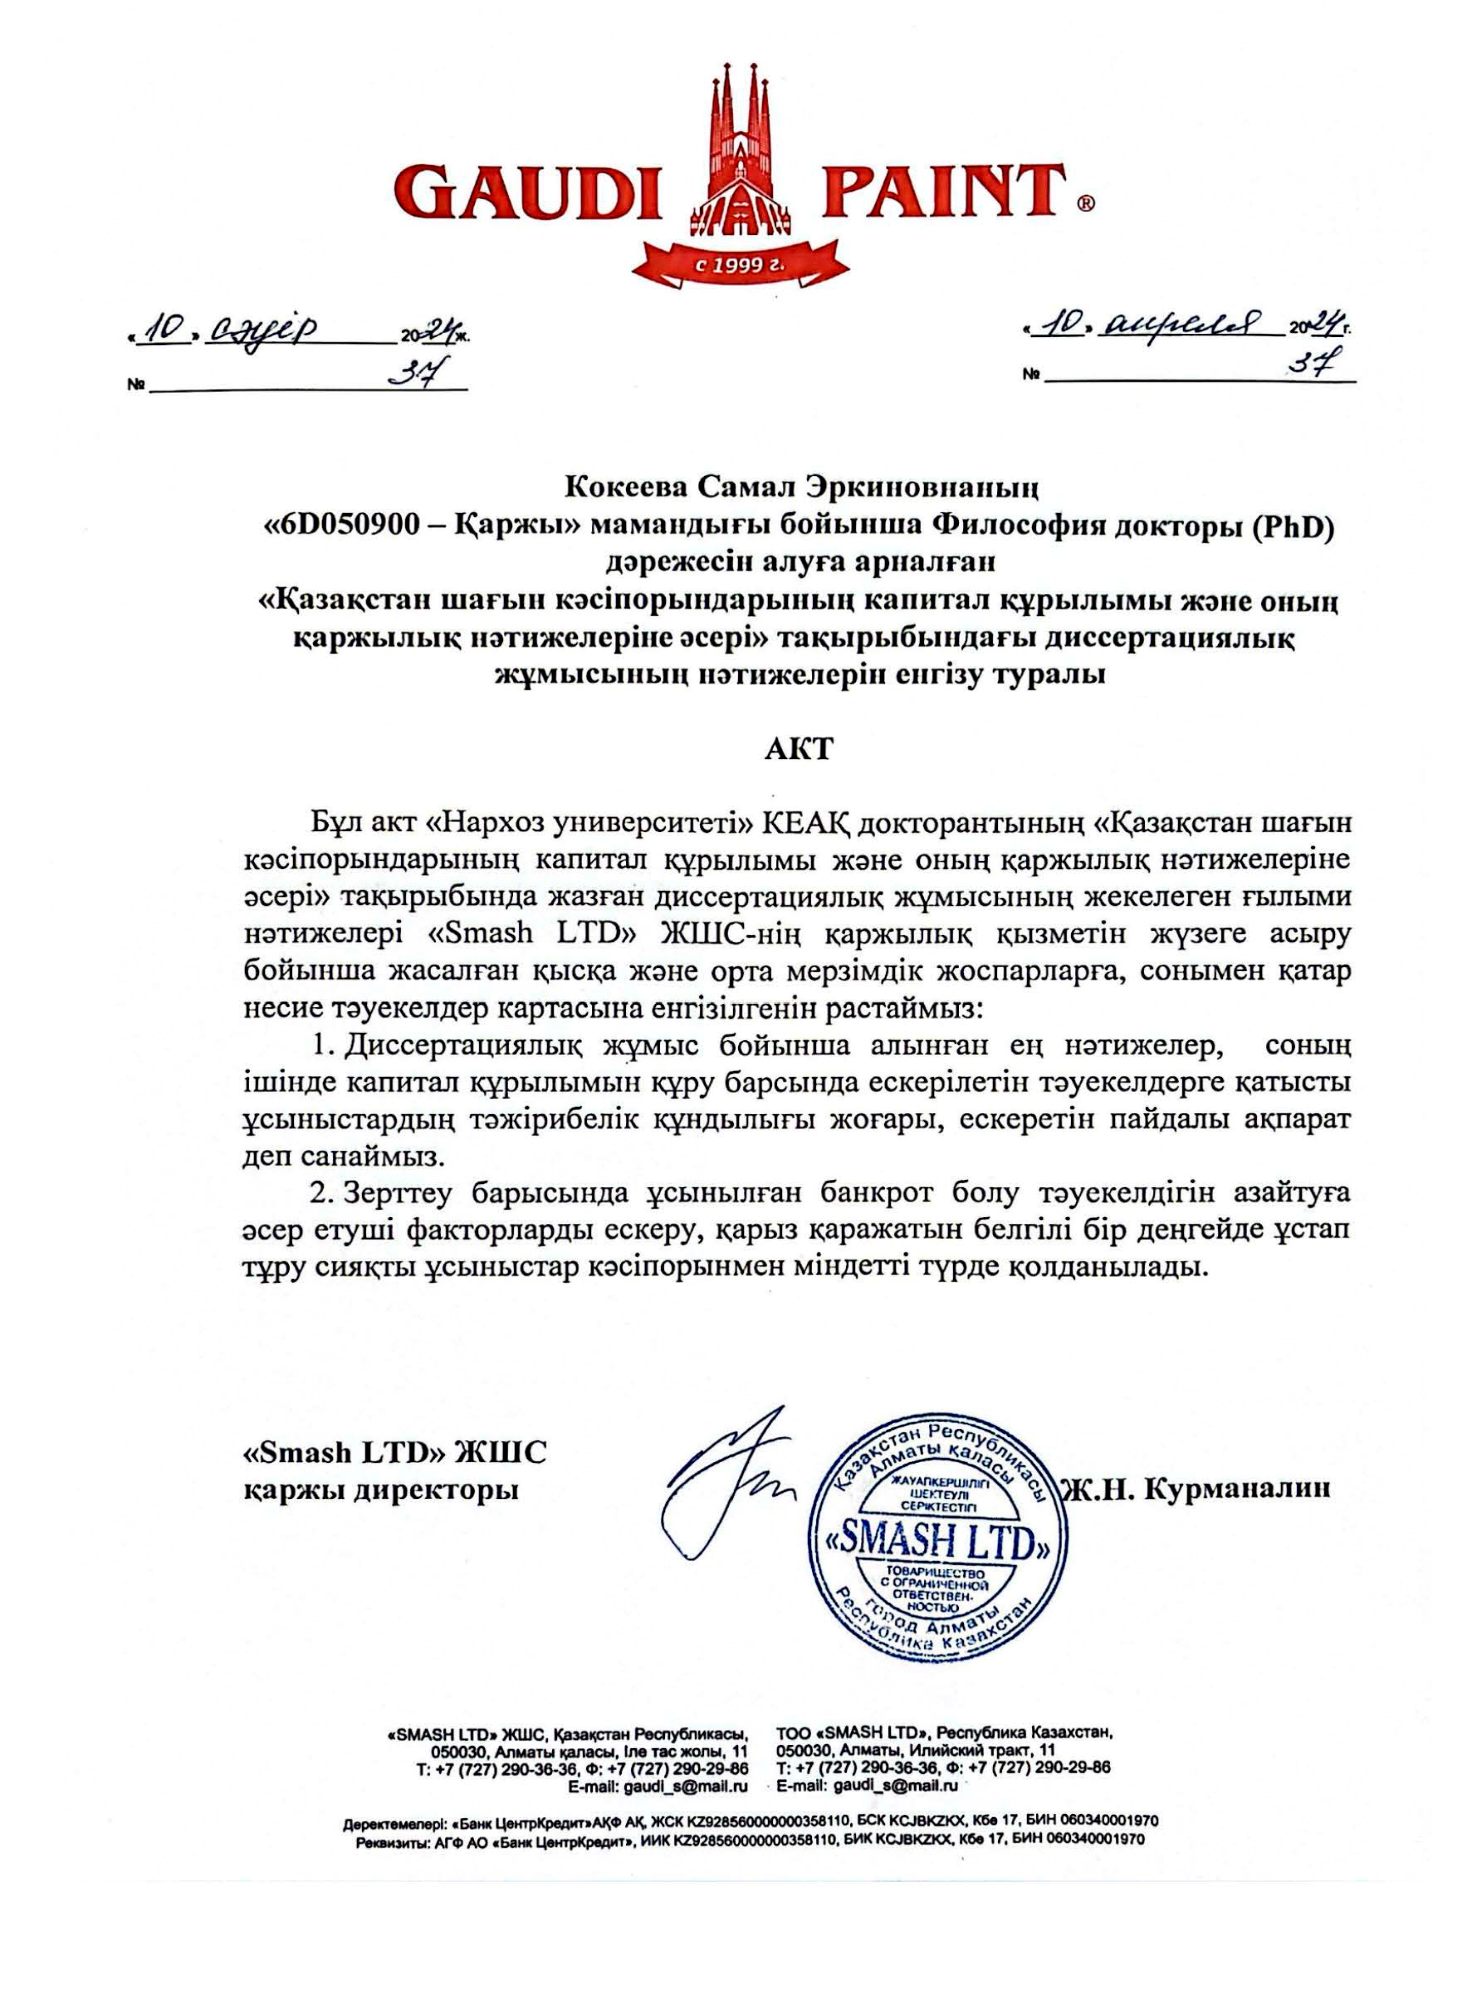 GAUDI PAINT ®
с 1999 г.
« 10 » сәуір 2024 ж.
№ 37
« 10 » апреля 2024 г.
№ 37
Кокеева Самал Эркиновнаның
«6D050900 – Қаржы» мамандығы бойынша Философия докторы (PhD)
дәрежесін алуға арналған
«Қазақстан шағын кәсіпорындарының капитал құрылымы және оның
қаржылық нәтижелеріне әсері» тақырыбындағы диссертациялық
жұмысының нәтижелерін енгізу туралы
АКТ
Бұл акт «Нархоз университеті» КЕАҚ докторантының «Қазақстан шағын
кәсіпорындарының капитал құрылымы және оның қаржылық нәтижелеріне
әсері» тақырыбында жазған диссертациялық жұмысының жекелеген ғылыми
нәтижелері «Smash LTD» ЖШС-нің қаржылық қызметін жүзеге асыру
бойынша жасалған қысқа және орта мерзімдік жоспарларға, сонымен қатар
несие тәуекелдер картасына енгізілгенін растаймыз:
1. Диссертациялық жұмыс бойынша алынған ең нәтижелер, соның
ішінде капитал құрылымын құру барсында ескерілетін тәуекелдерге қатысты
ұсыныстардың тәжірибелік құндылығы жоғары, ескеретін пайдалы ақпарат
деп санаймыз.
2. Зерттеу барысында ұсынылған банкрот болу тәуекелдігін азайтуға
әсер етуші факторларды ескеру, қарыз қаражатын белгілі бір деңгейде ұстап
тұру сияқты ұсыныстар кәсіпорынмен міндетті түрде қолданылады.
«Smash LTD» ЖШС
қаржы директоры
Қазақстан Республикасы
Алматы қаласы
ЖАУАПКЕРШІЛІГІ
ШЕКТЕУЛІ
СЕРІКТЕСТІГІ
«SMASH LTD»
ТОВАРИЩЕСТВО
С ОГРАНИЧЕННОЙ
ОТВЕТСТВЕН-
НОСТЬЮ
город Алматы
Республика Казахстан
Ж.Н. Курманалин
«SMASH LTD» ЖШС, Қазақстан Республикасы,
050030, Алматы қаласы, Іле тас жолы, 11
Т: +7 (727) 290-36-36, Ф: +7 (727) 290-29-86
E-mail: gaudi_s@mail.ru
ТОО «SMASH LTD», Республика Казахстан,
050030, Алматы, Илийский тракт, 11
Т: +7 (727) 290-36-36, Ф: +7 (727) 290-29-86
E-mail: gaudi_s@mail.ru
Деректемелері: «Банк ЦентрКредит»АҚФ АҚ, ЖСК KZ928560000000358110, БСК KCJBKZKX, Кбе 17, БИН 060340001970
Реквизиты: АГФ АО «Банк ЦентрКредит», ИИК KZ928560000000358110, БИК KCJBKZKX, Кбе 17, БИН 060340001970